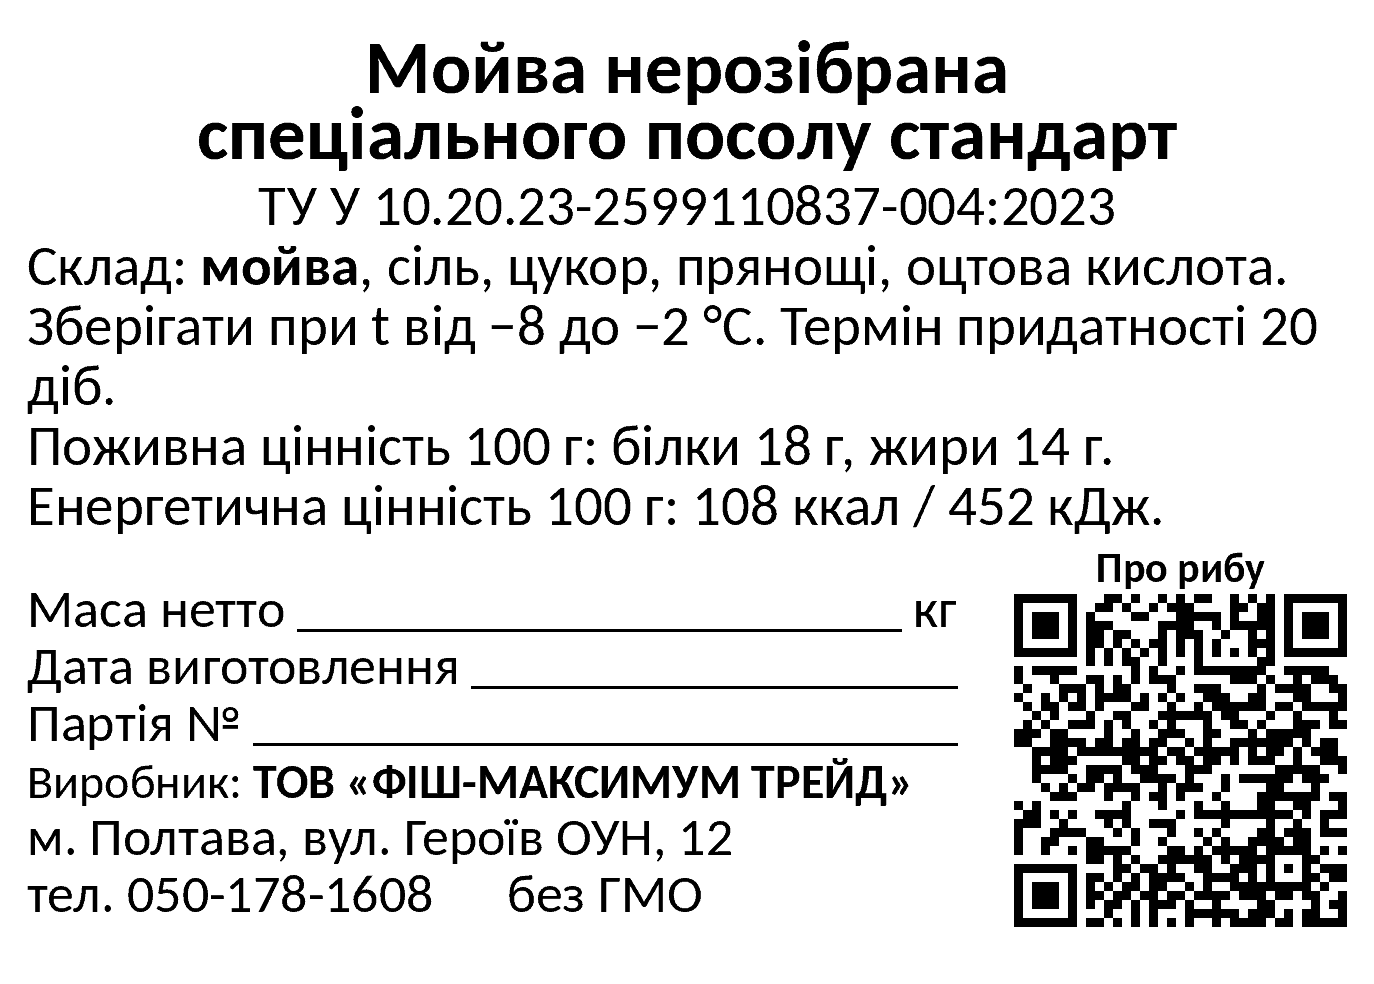 Мойва нерозібрана
спеціального посолу стандарт
ТУ У 10.20.23-2599110837-004:2023
Склад: мойва, сіль, цукор, прянощі, оцтова кислота.
Зберігати при t від −8 до −2 °C. Термін придатності 20
діб.
Поживна цінність 100 г: білки 18 г, жири 14 г.
Енергетична цінність 100 г: 108 ккал / 452 кДж.
Про рибу
Маса нетто ______________________ кг
Дата виготовлення __________________
Партія № __________________________
Виробник: ТОВ «ФІШ-МАКСИМУМ ТРЕЙД»
м. Полтава, вул. Героїв ОУН, 12
тел. 050-178-1608 без ГМО